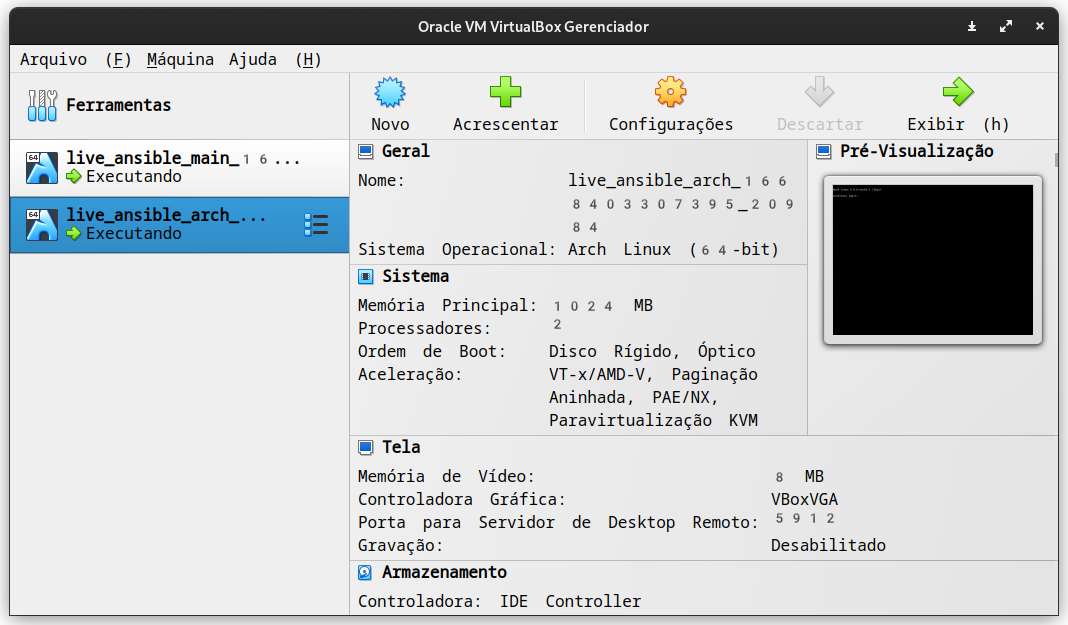 Oracle VM VirtualBox Gerenciador
Arquivo (F) Máquina Ajuda (H)
Ferramentas
Novo Acrescentar Configurações Descartar Exibir (h)
64 live_ansible_main_16...
Executando
64 live_ansible_arch_...
Executando
Geral
Nome: live_ansible_arch_166
8403307395_209
84
Sistema Operacional: Arch Linux (64-bit)
Pré-Visualização
Sistema
Memória Principal: 1024 MB
Processadores: 2
Ordem de Boot: Disco Rígido, Óptico
Aceleração: VT-x/AMD-V, Paginação
Aninhada, PAE/NX,
Paravirtualização KVM
Tela
Memória de Vídeo: 8 MB
Controladora Gráfica: VBoxVGA
Porta para Servidor de Desktop Remoto: 5912
Gravação: Desabilitado
Armazenamento
Controladora: IDE Controller